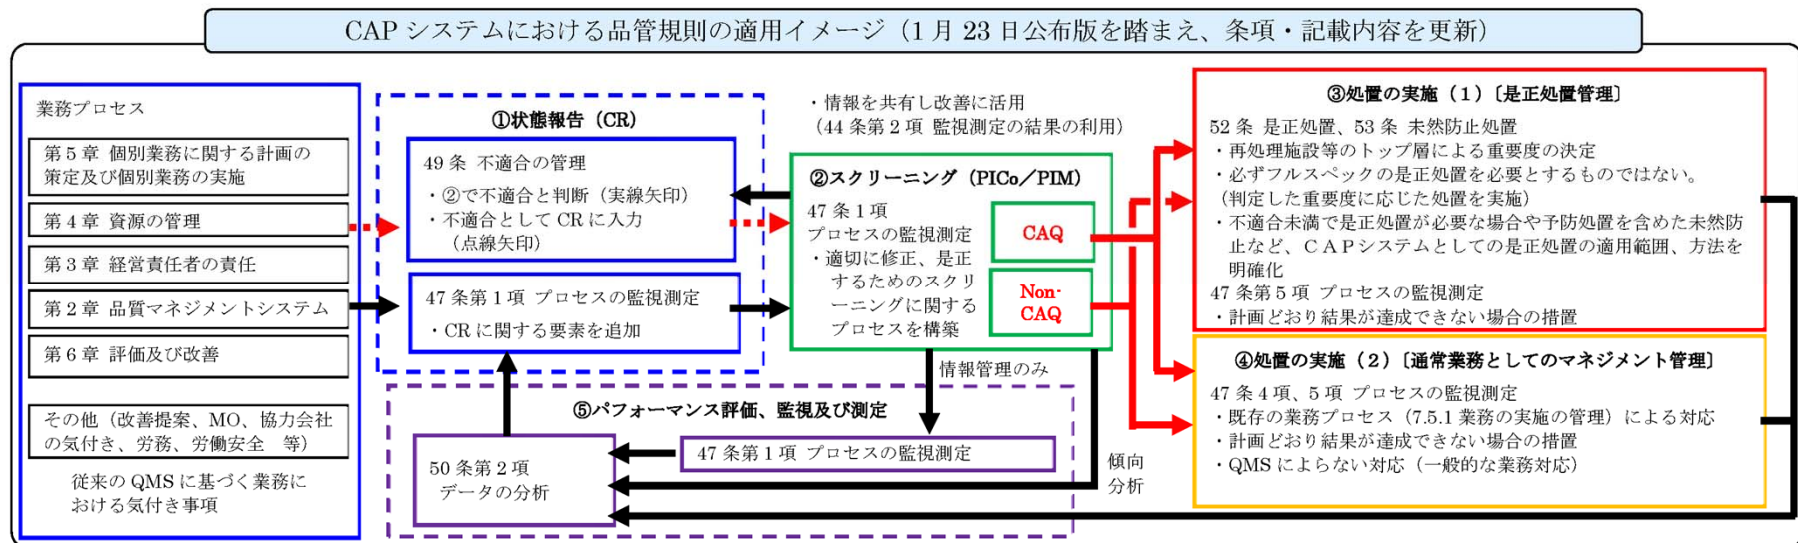 CAP システムにおける品管規則の適用イメージ（1 月 23 日公布版を踏まえ、条項・記載内容を更新）
業務プロセス
第 5 章 個別業務に関する計画の
策定及び個別業務の実施
第 4 章 資源の管理
第 3 章 経営責任者の責任
第 2 章 品質マネジメントシステム
第 6 章 評価及び改善
その他（改善提案、MO、協力会社
の気付き、労務、労働安全　等）
従来の QMS に基づく業務に
おける気付き事項
①状態報告（CR）
49 条 不適合の管理
・②で不適合と判断（実線矢印）
・不適合として CR に入力
（点線矢印）
47 条第 1 項 プロセスの監視測定
・CR に関する要素を追加
・情報を共有し改善に活用
（44 条第 2 項 監視測定の結果の利用）
②スクリーニング（PICo／PIM）
47 条 1 項
プロセスの監視測定
・適切に修正、是正
するためのスクリ
ーニングに関する
プロセスを構築
CAQ
Non-
CAQ
情報管理のみ
⑤パフォーマンス評価、監視及び測定
47 条第 1 項 プロセスの監視測定
50 条第 2 項
データの分析
傾向
分析
③処置の実施（1）〔是正処置管理〕
52 条 是正処置、53 条 未然防止処置
・再処理施設等のトップ層による重要度の決定
・必ずフルスペックの是正処置を必要とするものではない。
（判定した重要度に応じた処置を実施）
・不適合未満で是正処置が必要な場合や予防処置を含めた未然防
止など、ＣＡＰシステムとしての是正処置の適用範囲、方法を
明確化
47 条第 5 項 プロセスの監視測定
・計画どおり結果が達成できない場合の措置
④処置の実施（2）〔通常業務としてのマネジメント管理〕
47 条 4 項、5 項 プロセスの監視測定
・既存の業務プロセス（7.5.1 業務の実施の管理）による対応
・計画どおり結果が達成できない場合の措置
・QMS によらない対応（一般的な業務対応）